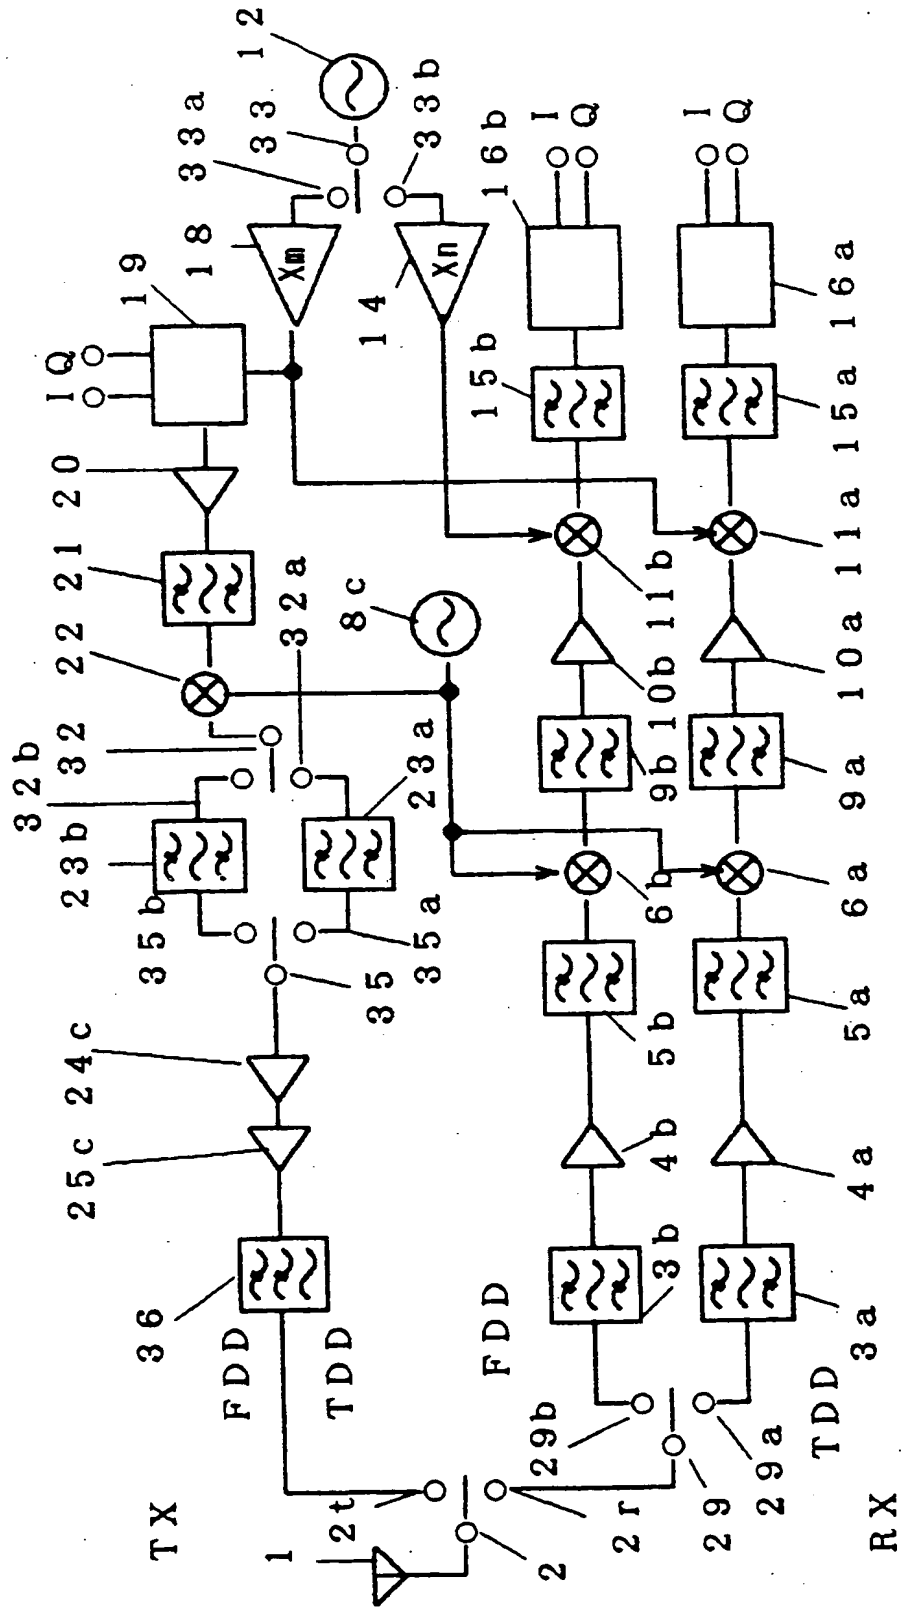 TX
1
2t
2
2r
FDD
TDD
36
25c
24c
35
35b
35a
23b
23a
32b
32
32a
22
21
20
I Q
19
18
Xm
33a
33
12
33b
14
Xn
8c
RX
29
29b
29a
FDD
TDD
3b
4b
5b
6b
9b
10b
11b
15b
16b
I
Q
3a
4a
5a
6a
9a
10a
11a
15a
16a
I
Q